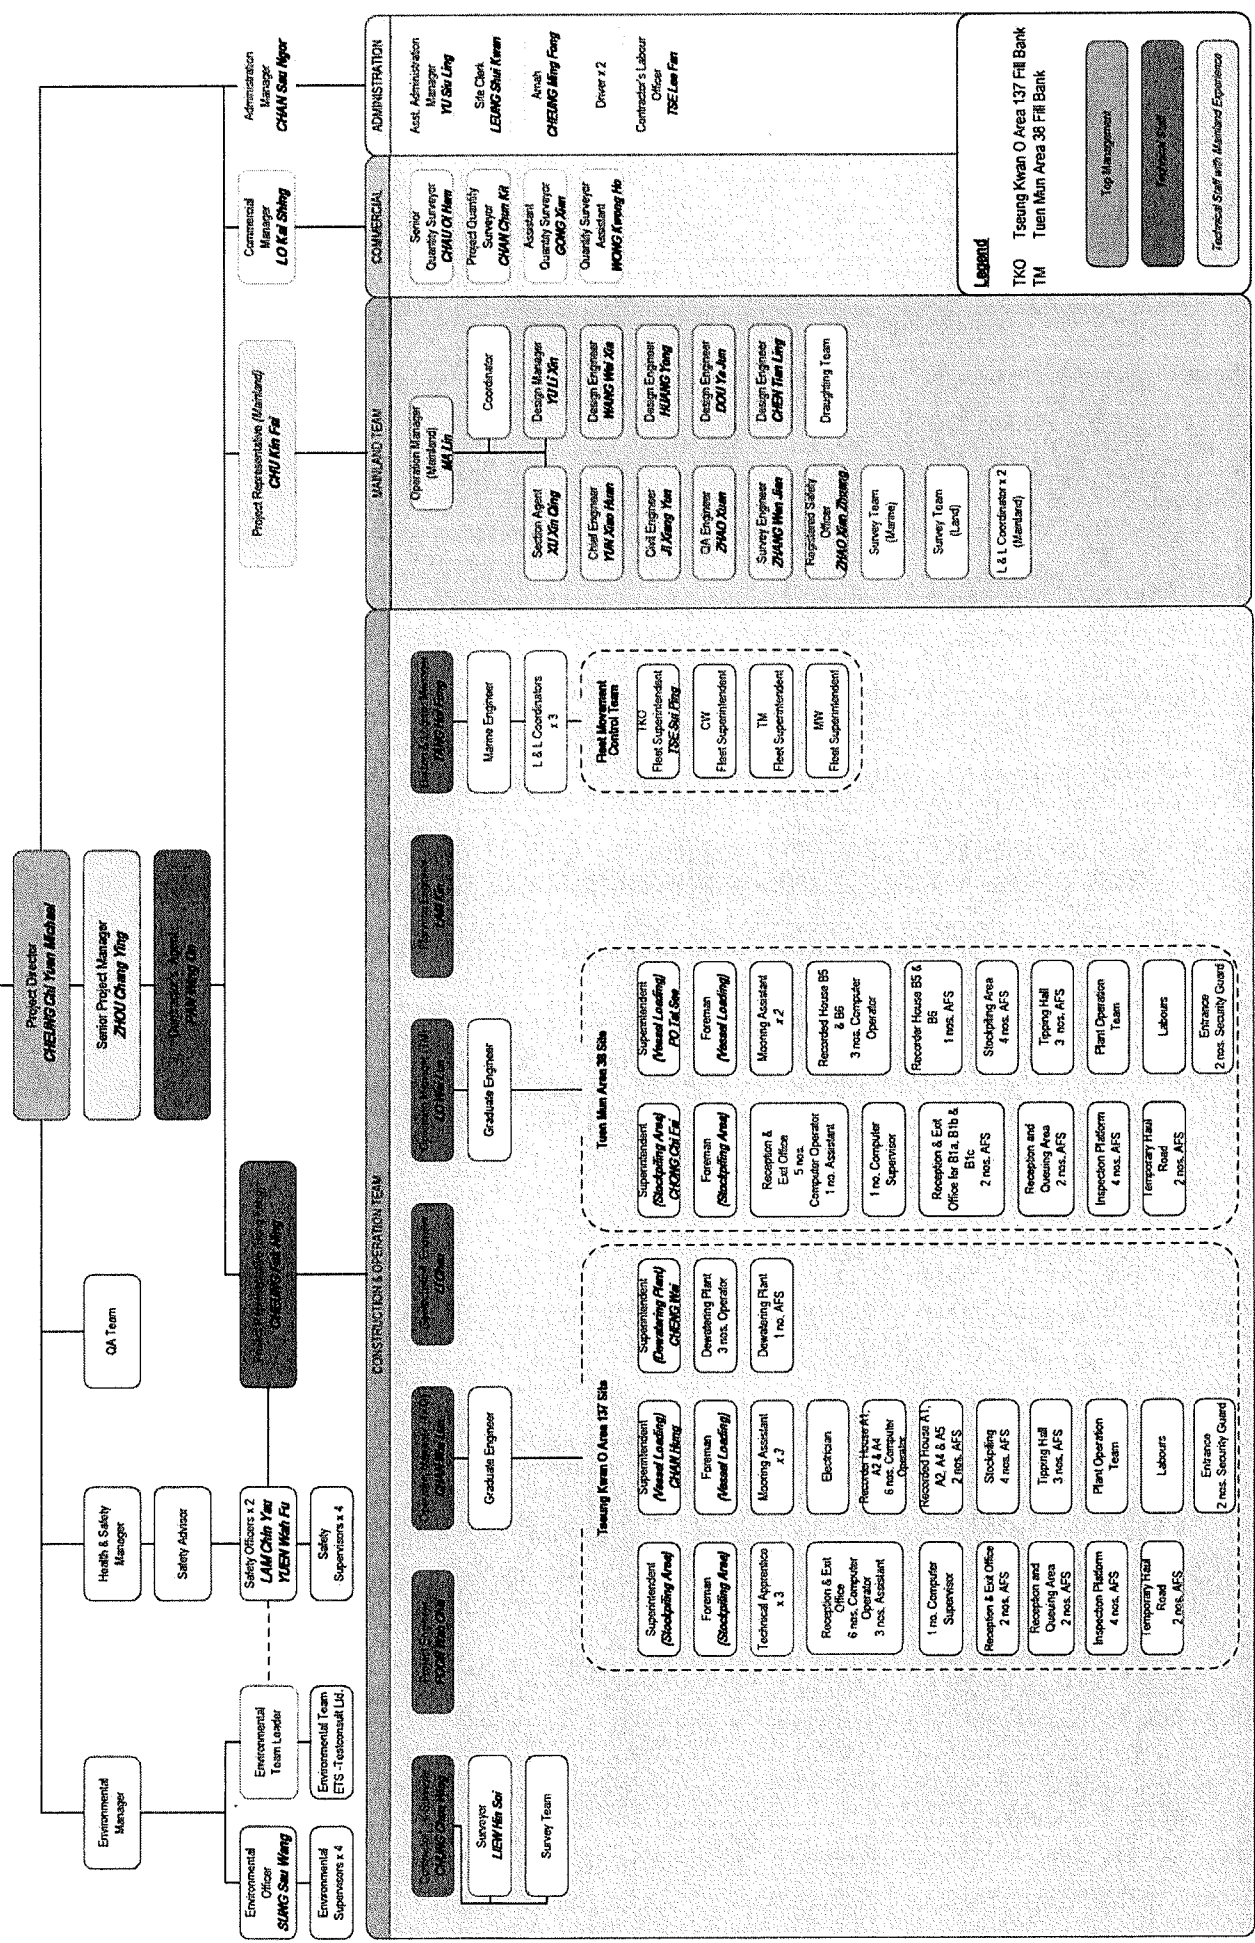 Project Director
CHEUNG Chi Yuen Michael
Senior Project Manager
ZHOU Chang Ying
Contractor's Agent
Environmental
Manager
Health & Safety
Manager
QA Team
Safety Advisor
Environmental
Officer
SUNG Sau Wang
Environmental
Supervisors x 4
Environmental
Team Leader
Environmental Team
ETS -Testconsult Ltd.
Safety Officers x 2
LAM Chin Yau
YUEN Wah Fu
Safety
Supervisors x 4
Project Representative (Mainland)
CHU Kin Fai
Commercial
Manager
LO Kai Shing
Administration
Manager
CHAN Sau Ngor
CONSTRUCTION & OPERATION TEAM
Surveyor
LIEW Hin Soi
Survey Team
Graduate Engineer
Tseung Kwan O Area 137 Site
Superintendent
(Stockpiling Area)
Foreman
(Stockpiling Area)
Technical Apprentice
x 3
Reception & Exit
Office
6 nos. Computer
Operator
3 nos. Assistant
1 no. Computer
Supervisor
Reception & Exit Office
2 nos. AFS
Reception and
Queuing Area
2 nos. AFS
Inspection Platform
4 nos. AFS
Temporary Haul
Road
2 nos. AFS
Superintendent
(Vessel Loading)
CHAN Hung
Foreman
(Vessel Loading)
Mooring Assistant
x 3
Electrician
Recorder House A1,
A2 & A4
6 nos. Computer
Operator
Recorded House A1,
A2, A4 & A5
2 nos. AFS
Stockpiling
4 nos. AFS
Tipping Hall
3 nos. AFS
Plant Operation
Team
Labours
Entrance
2 nos. Security Guard
Superintendent
(Dewatering Plant)
CHENG Wai
Dewatering Plant
3 nos. Operator
Dewatering Plant
1 no. AFS
Graduate Engineer
Tuen Mun Area 38 Site
Superintendent
(Stockpiling Area)
CHONG Chi Fai
Foreman
(Stockpiling Area)
Reception &
Exit Office
5 nos.
Computer Operator
1 no. Assistant
1 no. Computer
Supervisor
Reception & Exit
Office for B1a, B1b &
B1c
2 nos. AFS
Reception and
Queuing Area
2 nos. AFS
Inspection Platform
4 nos. AFS
Temporary Haul
Road
2 nos. AFS
Superintendent
(Vessel Loading)
PO Tat See
Foreman
(Vessel Loading)
Mooring Assistant
x 2
Recorded House B5
& B6
3 nos. Computer
Operator
Recorder House B5 &
B6
1 nos. AFS
Stockpiling Area
4 nos. AFS
Tipping Hall
3 nos. AFS
Plant Operation
Team
Labours
Entrance
2 nos. Security Guard
Marine Engineer
L & L Coordinators
x 3
Fleet Movement
Control Team
TKO
Fleet Superintendent
TSE Sui Ping
CW
Fleet Superintendent
TM
Fleet Superintendent
MW
Fleet Superintendent
MAINLAND TEAM
Operation Manager
(Mainland)
MA Lin
Coordinator
Section Agent
XU Xin Qing
Chief Engineer
YUN Xiao Huan
Civil Engineer
JI Xiang Yun
QA Engineer
ZHAO Xuan
Survey Engineer
ZHANG Wen Jian
Registered Safety
Officer
ZHAO Xian Zhuang
Survey Team
(Marine)
Survey Team
(Land)
L & L Coordinator x 2
(Mainland)
Design Manager
YU Li Xin
Design Engineer
WANG Wei Xia
Design Engineer
HUANG Yong
Design Engineer
DOU Ya Jun
Design Engineer
CHEN Tian Ling
Draughting Team
COMMERCIAL
Senior
Quantity Surveyor
CHAU Oi Ham
Project Quantity
Surveyor
CHAN Chun Kit
Assistant
Quantity Surveyor
GONG Xian
Quantity Surveyor
Assistant
WONG Kwong Ho
ADMINISTRATION
Asst. Administration
Manager
YU Siu Ling
Site Clerk
LEUNG Shui Kwan
Amah
CHEUNG Ming Fong
Driver x 2
Contractor's Labour
Officer
TSE Lee Fan
Legend
TKO Tseung Kwan O Area 137 Fill Bank
TM Tuen Mun Area 38 Fill Bank
Top Management
Technical Staff
Technical Staff with Mainland Experience